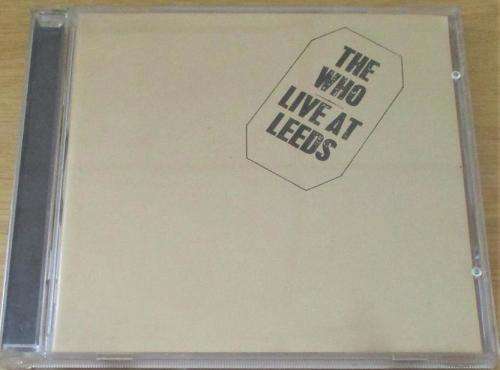 THE
WHO
LIVE AT
LEEDS